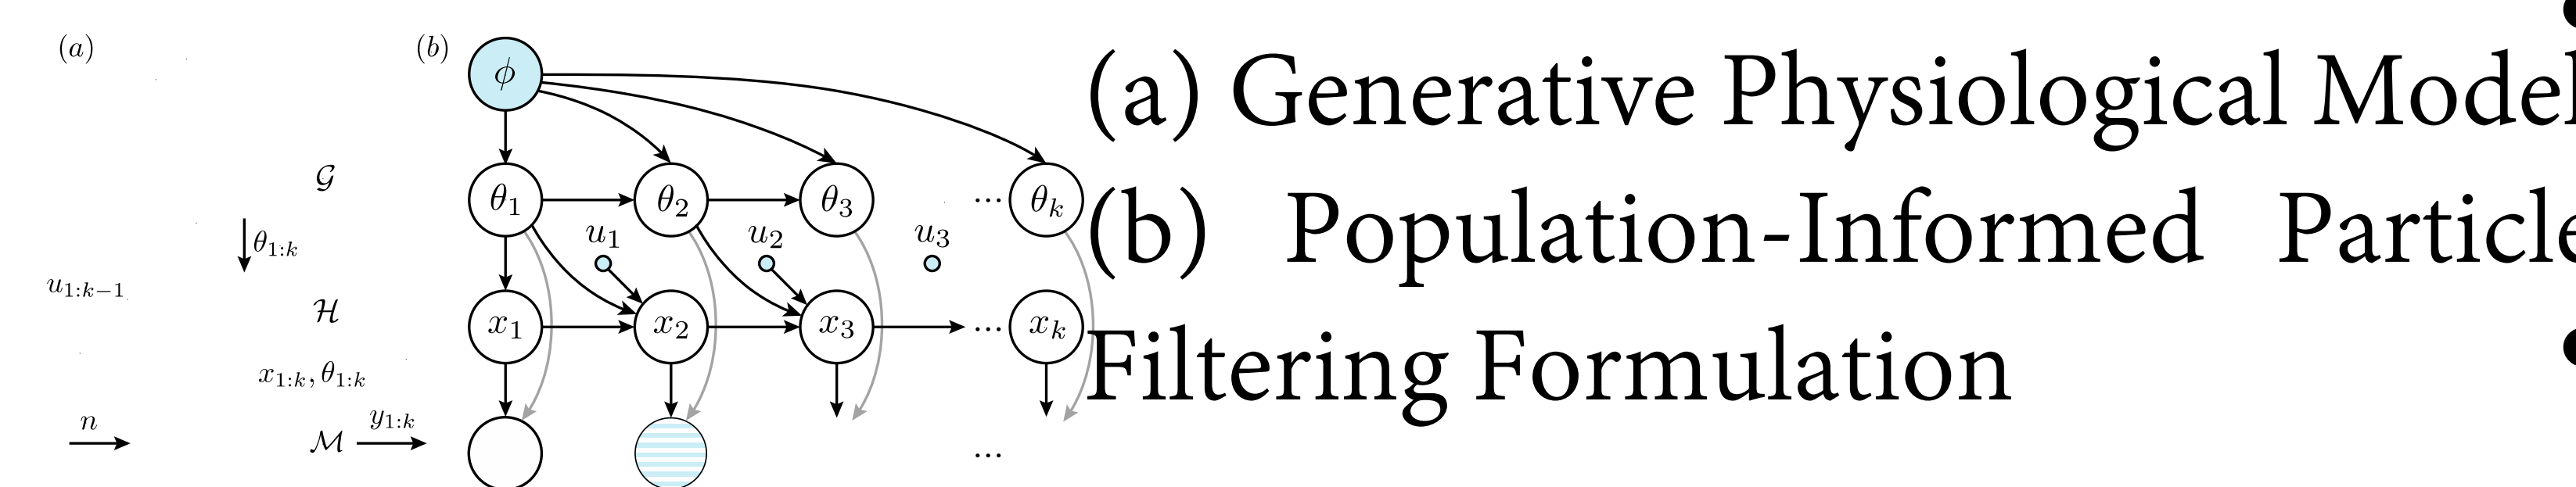 (a)
(b)
ϕ
𝒢
θ₁ θ₂ θ₃ ... θₖ
θ₁:ₖ
u₁ u₂ u₃
u₁:ₖ₋₁
ℋ
x₁ x₂ x₃ ... xₖ
x₁:ₖ, θ₁:ₖ
n
ℳ
y₁:ₖ
...
(a) Generative Physiological Model
(b) Population-Informed Particle
Filtering Formulation